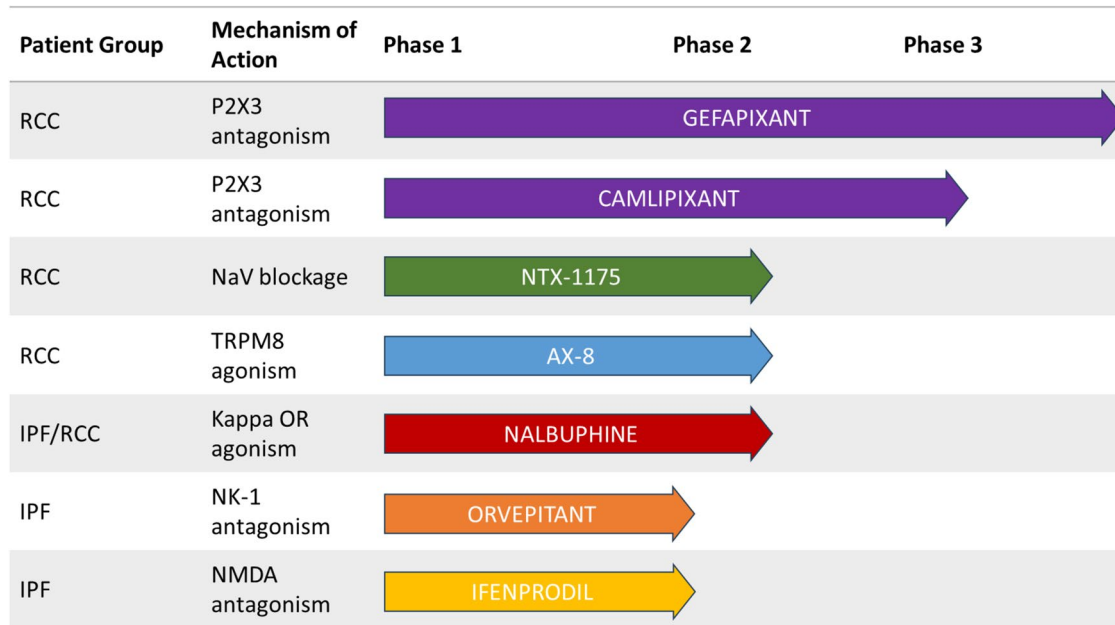 Patient Group
Mechanism of
Action
Phase 1
Phase 2
Phase 3
RCC
P2X3
antagonism
GEFAPIXANT
RCC
P2X3
antagonism
CAMLIPIXANT
RCC
NaV blockage
NTX-1175
RCC
TRPM8
agonism
AX-8
IPF/RCC
Kappa OR
agonism
NALBUPHINE
IPF
NK-1
antagonism
ORVEPITANT
IPF
NMDA
antagonism
IFENPRODIL